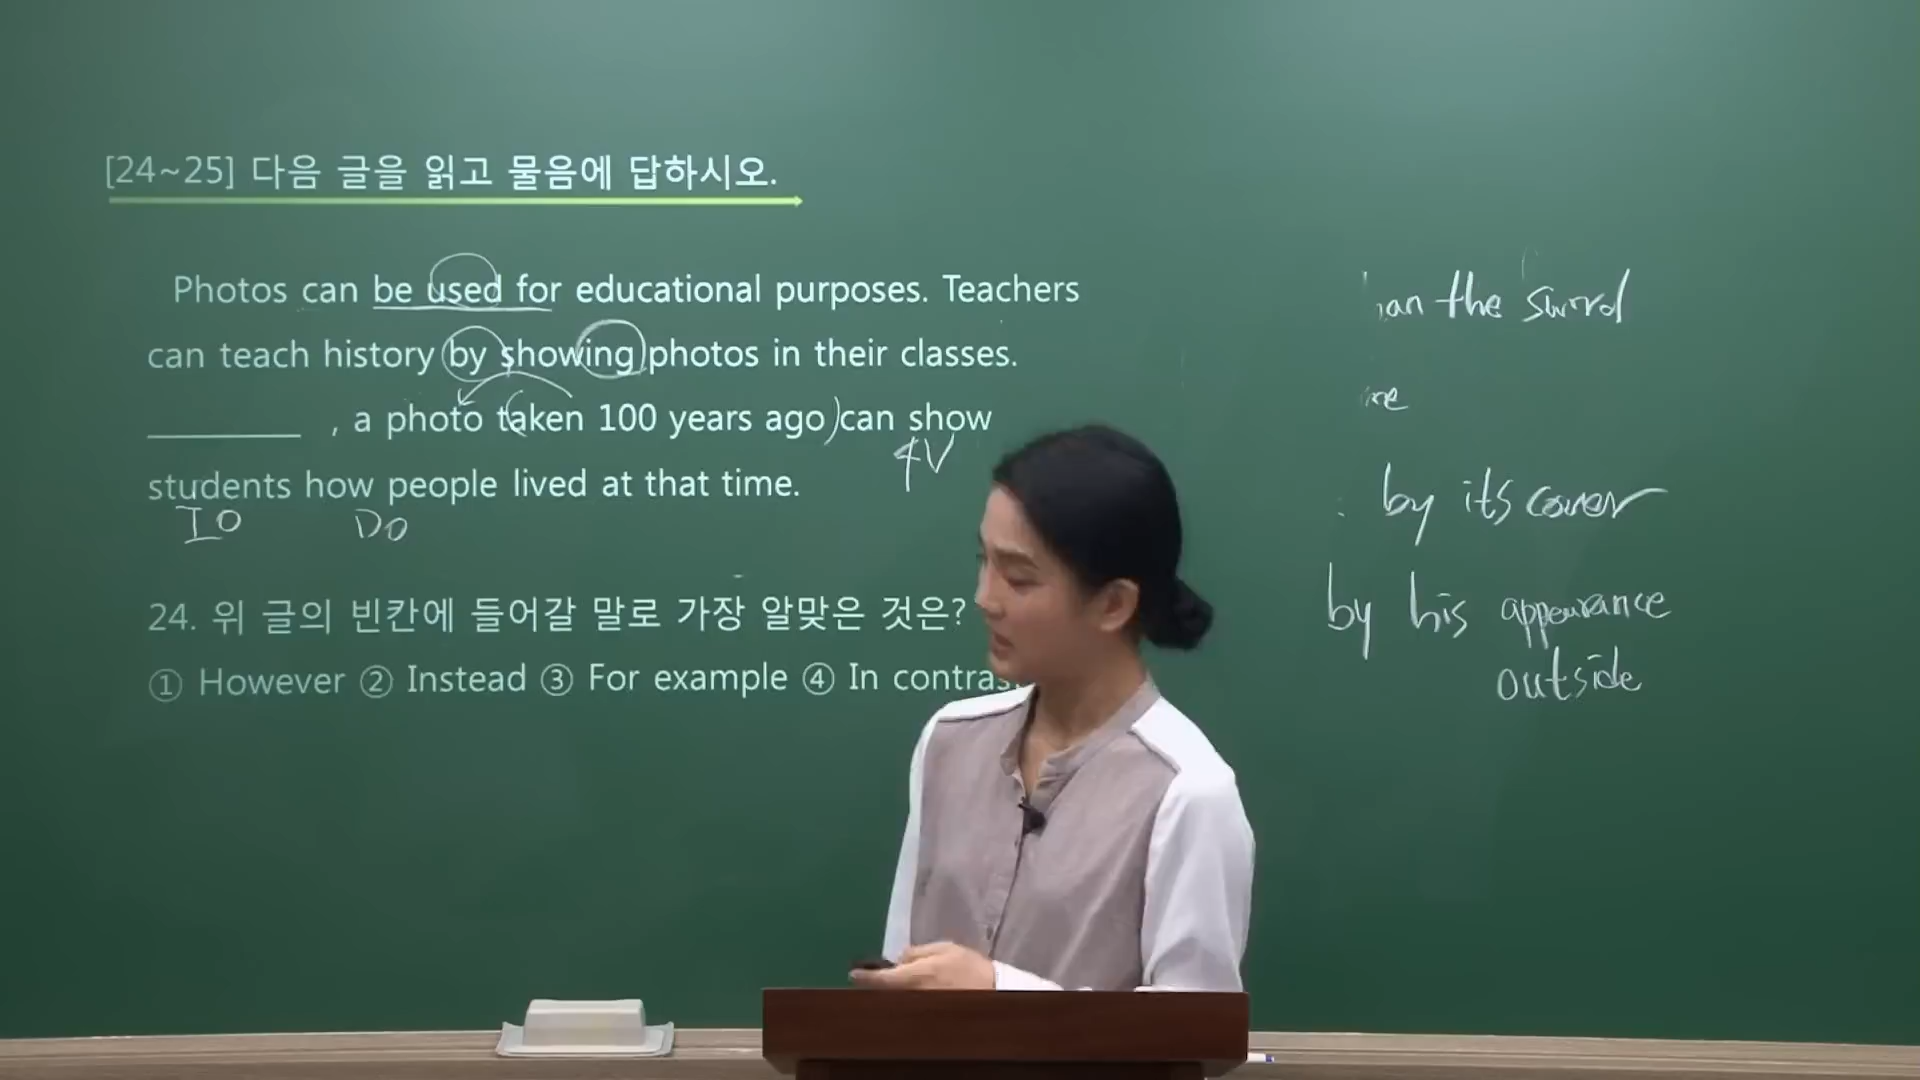 [24~25] 다음 글을 읽고 물음에 답하시오.
Photos can be used for educational purposes. Teachers
can teach history by showing photos in their classes.
________ , a photo taken 100 years ago can show
4V
students how people lived at that time.
IO DO
24. 위 글의 빈칸에 들어갈 말로 가장 알맞은 것은?
① However ② Instead ③ For example ④ In contras
the sword
by its cover
by his appearance
outside